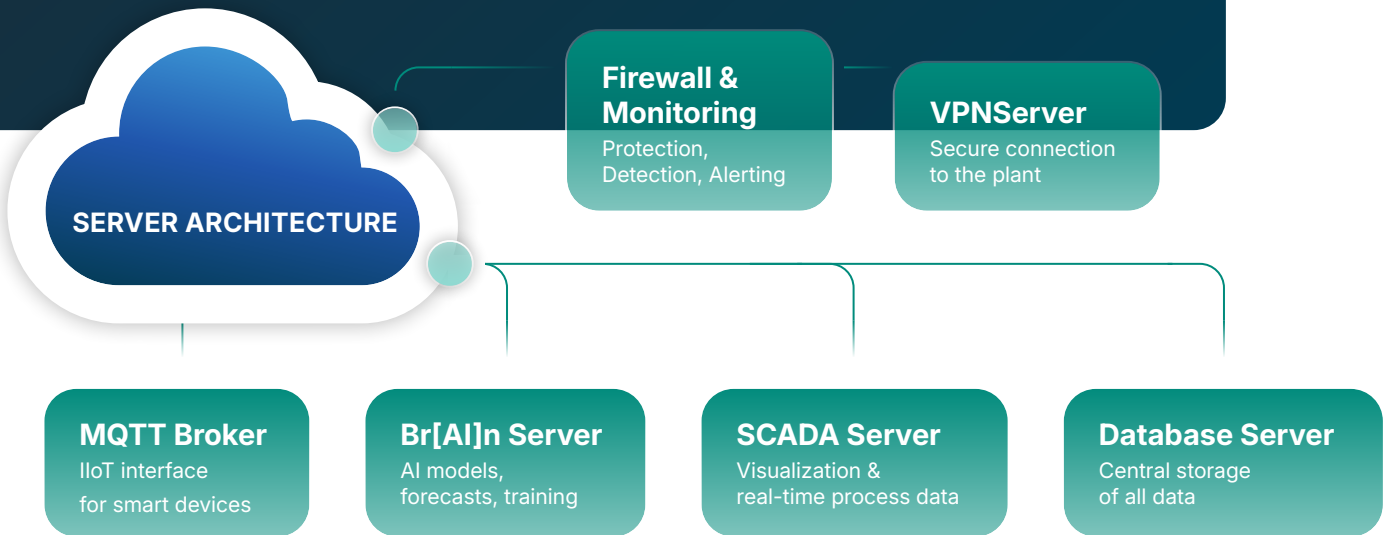 SERVER ARCHITECTURE
Firewall &
Monitoring
Protection,
Detection, Alerting
VPNServer
Secure connection
to the plant
MQTT Broker
IIoT interface
for smart devices
Br[AI]n Server
AI models,
forecasts, training
SCADA Server
Visualization &
real-time process data
Database Server
Central storage
of all data